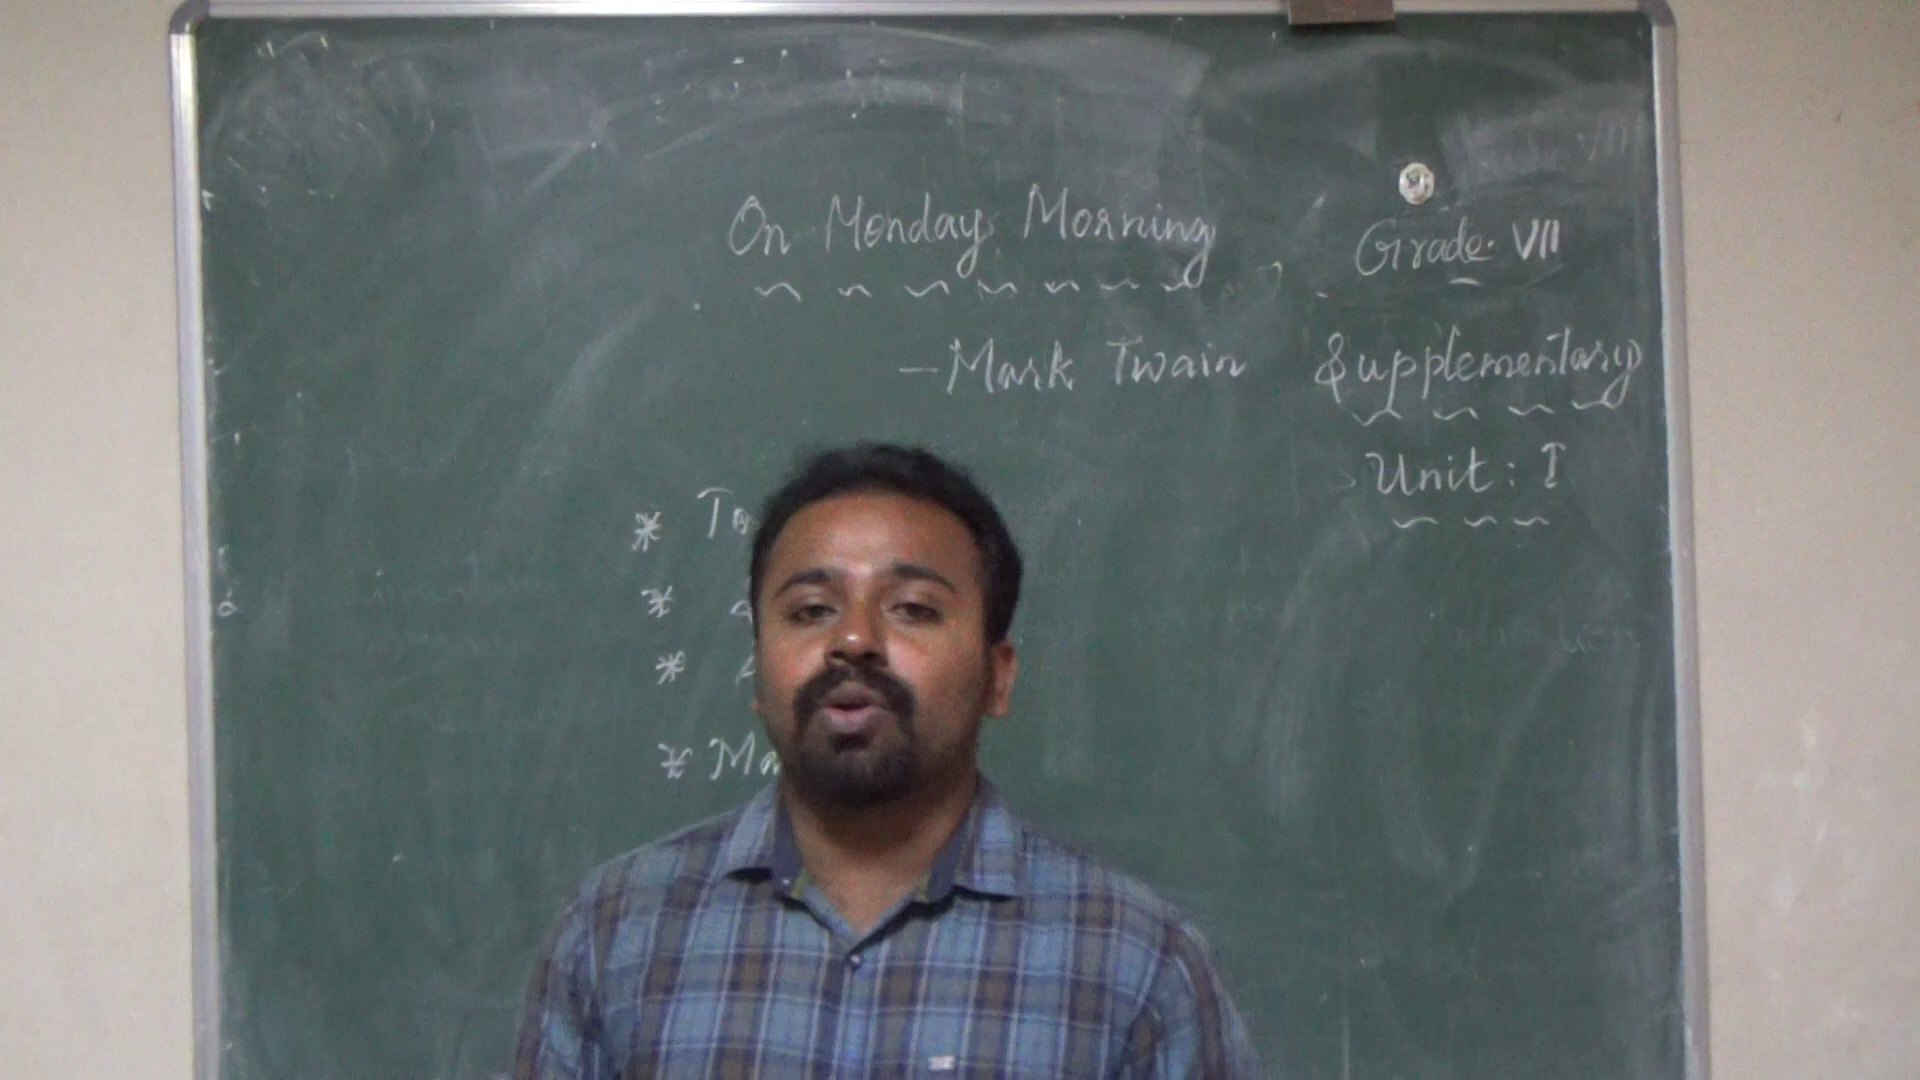 On Monday Morning
Grade: VII
- Mark Twain
Supplementary
Unit: I
*
*
*
*